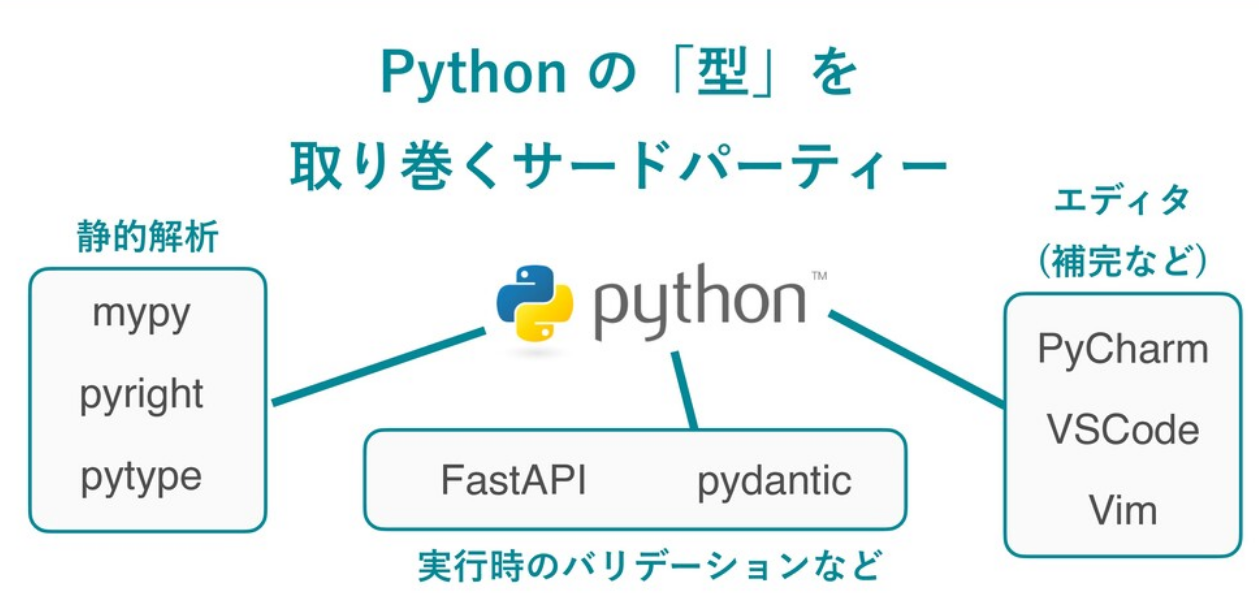 Python の「型」を
取り巻くサードパーティー
静的解析
mypy
pyright
pytype
python™
FastAPI pydantic
実行時のバリデーションなど
エディタ
(補完など)
PyCharm
VSCode
Vim